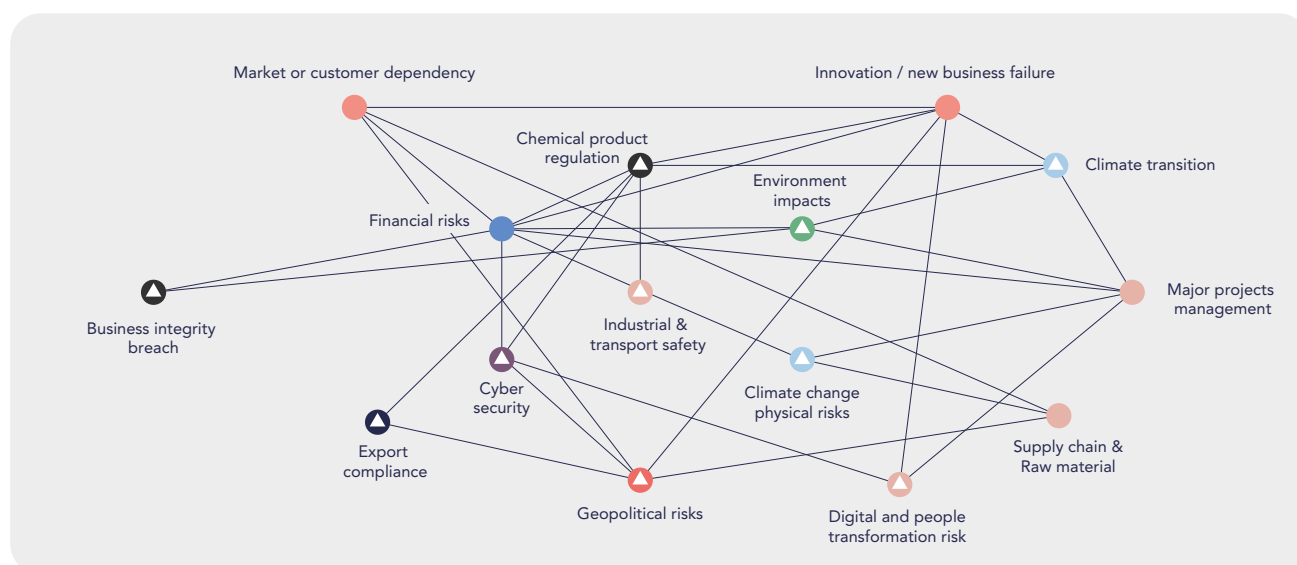 Market or customer dependency
Innovation / new business failure
Chemical product
regulation
Climate transition
Environment
impacts
Financial risks
Major projects
management
Business integrity
breach
Industrial &
transport safety
Cyber
security
Climate change
physical risks
Export
compliance
Supply chain &
Raw material
Geopolitical risks
Digital and people
transformation risk